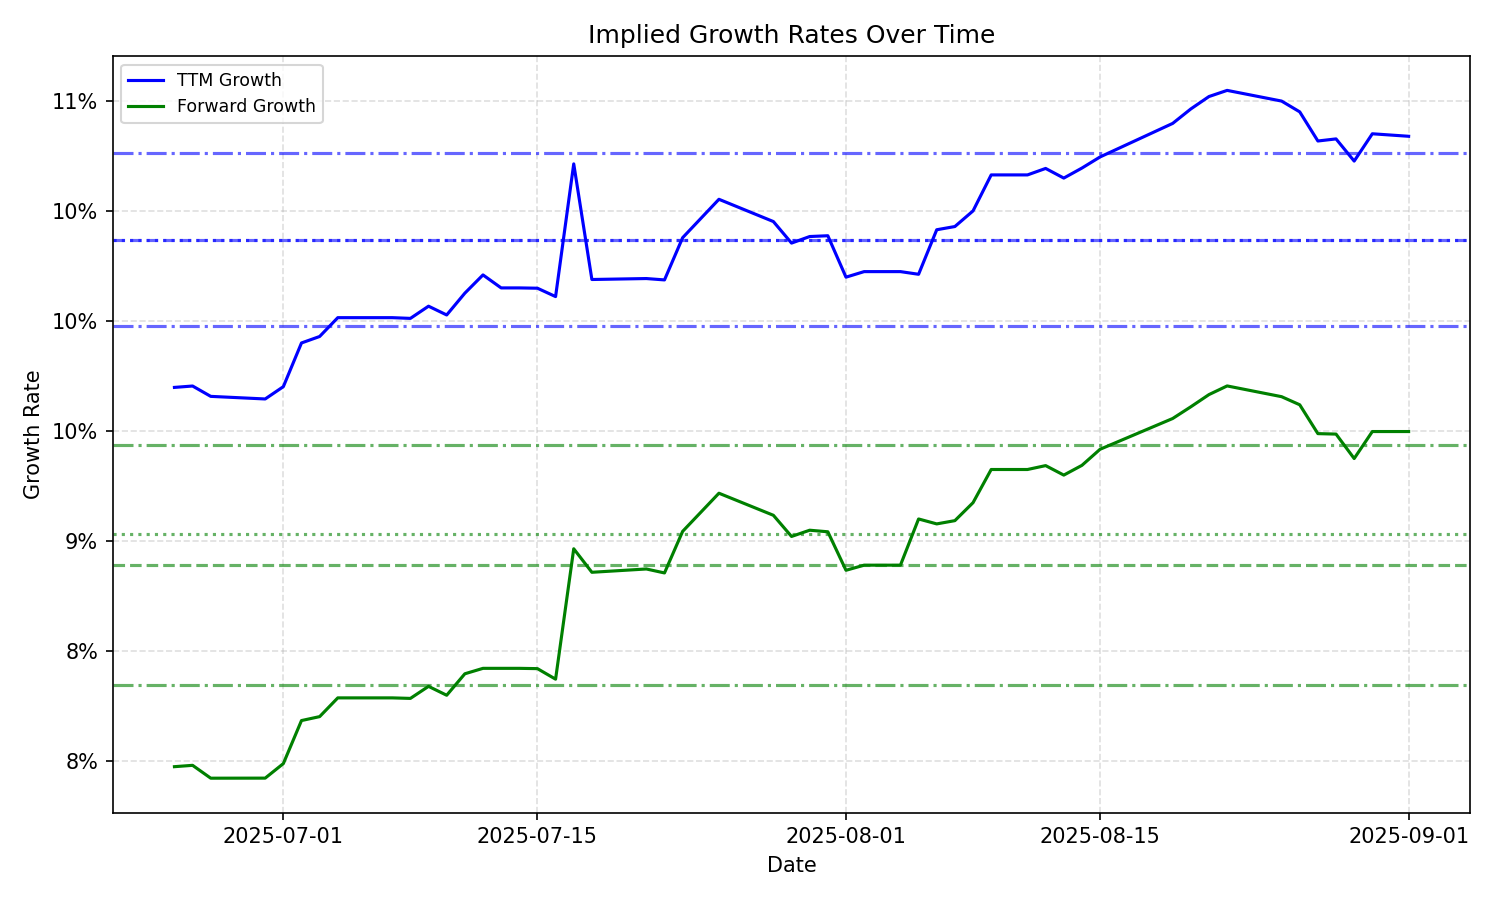 Implied Growth Rates Over Time
TTM Growth
Forward Growth
11%
10%
10%
10%
9%
8%
8%
Growth Rate
2025-07-01
2025-07-15
2025-08-01
2025-08-15
2025-09-01
Date